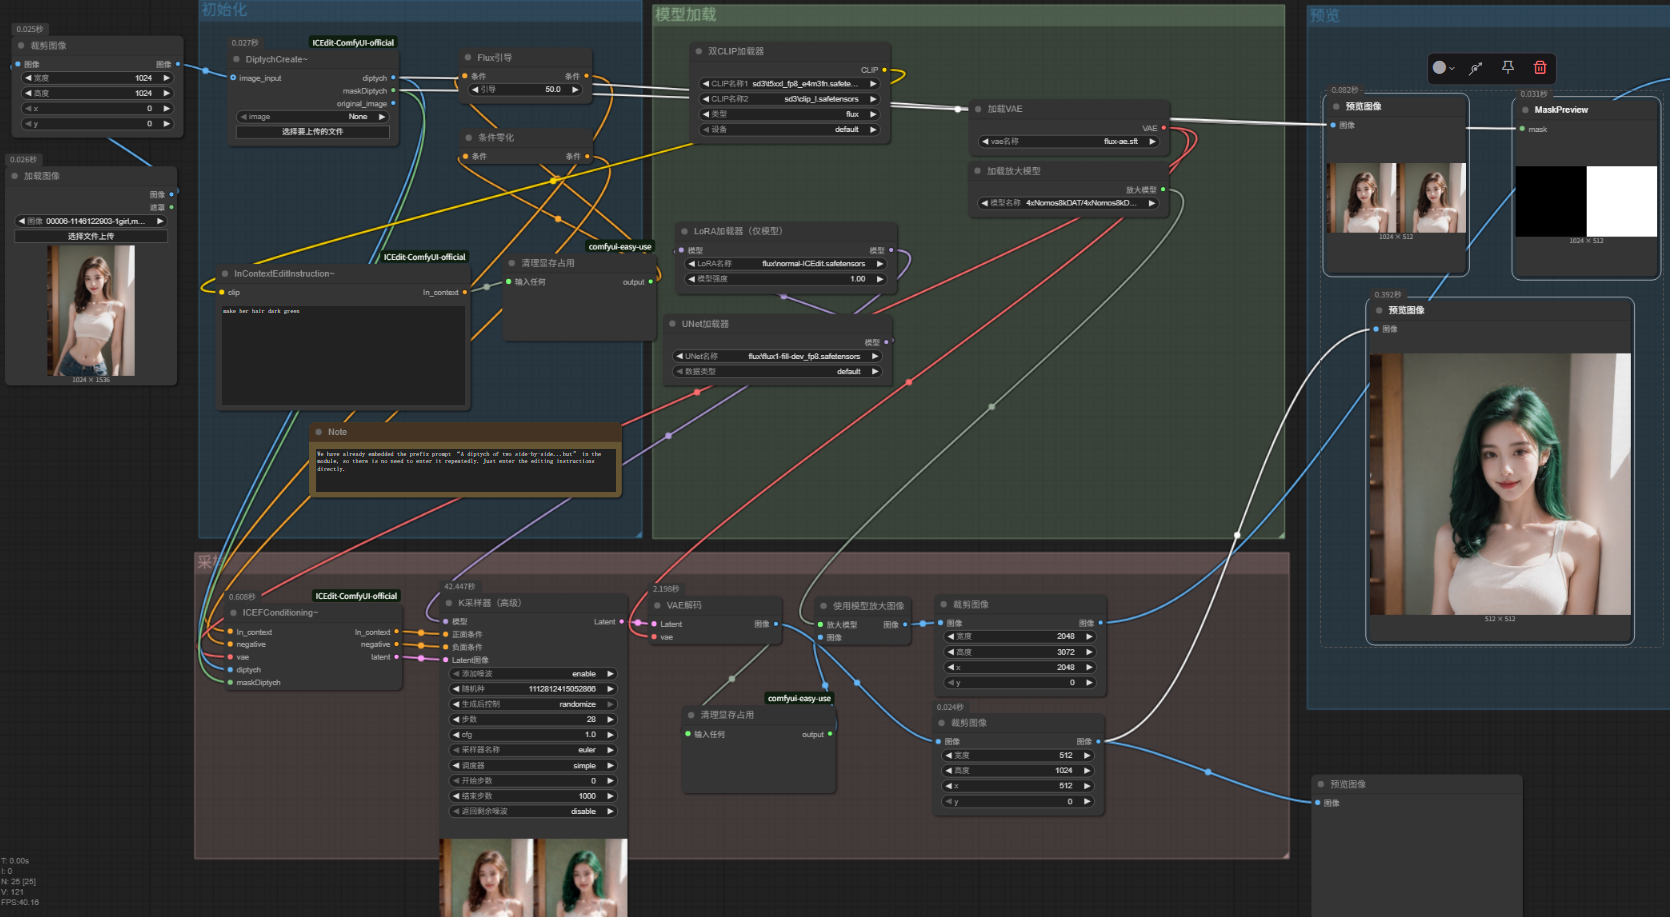 初始化
模型加载
预览
0.025秒
裁剪图像
图像
图像
宽度 1024
高度 1024
x 0
y 0
0.026秒
加载图像
图像
遮罩
图像 00006-1146122903-1girl,m...
选择文件上传
1024 × 1536
0.027秒
ICEdit-ComfyUI-official
DiptychCreate~
image_input
diptych
maskDiptych
original_image
image None
选择要上传的文件
Flux引导
条件
条件
引导 50.0
条件零化
条件
条件
ICEdit-ComfyUI-official
InContextEditInstruction~
clip
In_context
make her hair dark green
comfyui-easy-use
清理显存占用
输入任何
output
Note
We have already embedded the prefix prompt “A diptych of two side-by-side...but” in the
module, so there is no need to enter it repeatedly. Just enter the editing instructions
directly.
双CLIP加载器
CLIP
CLIP名称1 sd3\t5xxl_fp8_e4m3fn.safete...
CLIP名称2 sd3\clip_l.safetensors
类型 flux
设备 default
加载VAE
VAE
vae名称 flux-ae.sft
加载放大模型
放大模型
模型名称 4xNomos8kDAT/4xNomos8kD...
LoRA加载器（仅模型）
模型
模型
LoRA名称 flux\normal-ICEdit.safetensors
模型强度 1.00
UNet加载器
模型
UNet名称 flux\flux1-fill-dev_fp8.safetensors
数据类型 default
0.082秒
预览图像
图像
1024 × 512
0.031秒
MaskPreview
mask
1024 × 512
0.392秒
预览图像
图像
512 × 512
预览图像
图像
采
0.608秒
ICEdit-ComfyUI-official
ICEFConditioning~
In_context
negative
vae
diptych
maskDiptych
In_context
negative
latent
42.447秒
K采样器（高级）
模型
正面条件
负面条件
Latent图像
Latent
添加噪波 enable
随机种 1112812415052866
生成后控制 randomize
步数 28
cfg 1.0
采样器名称 euler
调度器 simple
开始步数 0
结束步数 1000
返回剩余噪波 disable
2.198秒
VAE解码
Latent
vae
图像
使用模型放大图像
放大模型
图像
图像
comfyui-easy-use
清理显存占用
输入任何
output
裁剪图像
图像
图像
宽度 2048
高度 3072
x 2048
y 0
0.024秒
裁剪图像
图像
图像
宽度 512
高度 1024
x 512
y 0
T: 0.00s
I: 0
N: 25 [25]
V: 121
FPS:40.16